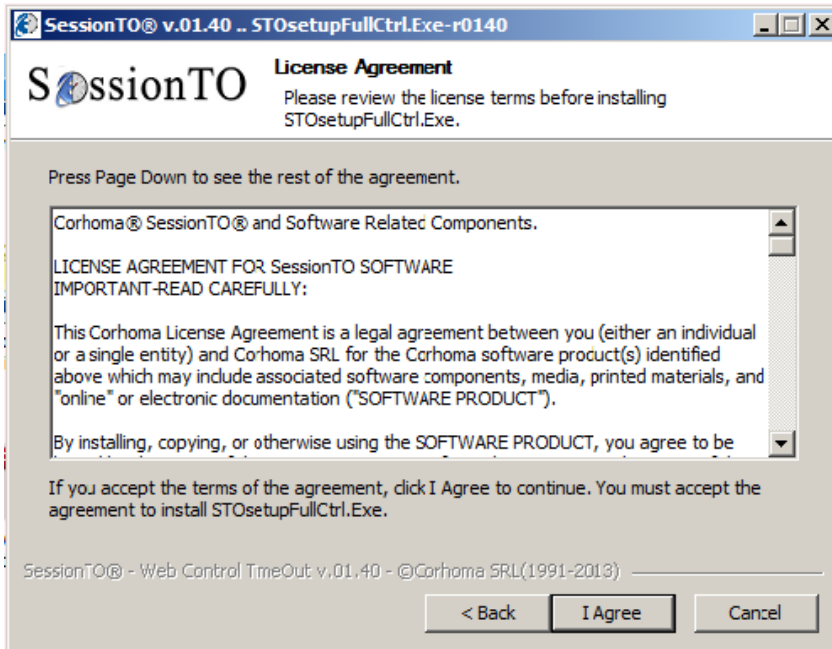 SessionTO® v.01.40 .. STOsetupFullCtrl.Exe-r0140
SessionTO
License Agreement
Please review the license terms before installing
STOsetupFullCtrl.Exe.
Press Page Down to see the rest of the agreement.
Corhoma® SessionTO® and Software Related Components.
LICENSE AGREEMENT FOR SessionTO SOFTWARE
IMPORTANT-READ CAREFULLY:
This Corhoma License Agreement is a legal agreement between you (either an individual
or a single entity) and Corhoma SRL for the Corhoma software product(s) identified
above which may include associated software components, media, printed materials, and
"online" or electronic documentation ("SOFTWARE PRODUCT").
By installing, copying, or otherwise using the SOFTWARE PRODUCT, you agree to be
If you accept the terms of the agreement, click I Agree to continue. You must accept the
agreement to install STOsetupFullCtrl.Exe.
SessionTO® - Web Control TimeOut v.01.40 - ©Corhoma SRL(1991-2013)
< Back
I Agree
Cancel